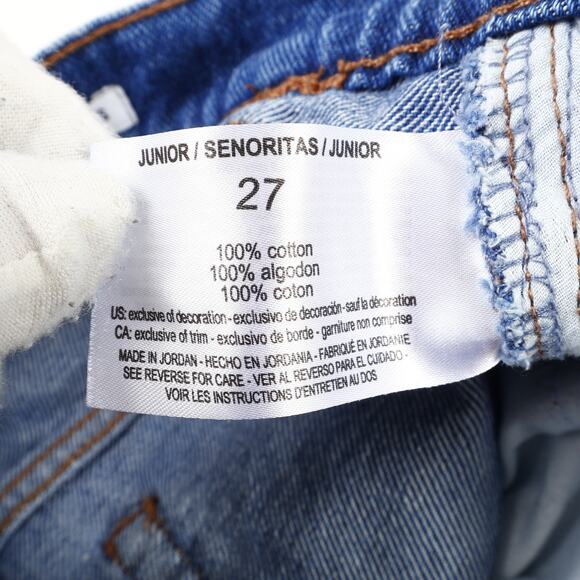 JUNIOR / SENORITAS / JUNIOR
27
100% cotton
100% algodon
100% coton
US: exclusive of decoration - exclusivo de decoración - sauf la décoration
CA: exclusive of trim - exclusivo de borde - garniture non comprise
MADE IN JORDAN - HECHO EN JORDANIA - FABRIQUÉ EN JORDANIE
SEE REVERSE FOR CARE - VER AL REVERSO PARA EL CUIDADO -
VOIR LES INSTRUCTIONS D'ENTRETIEN AU DOS